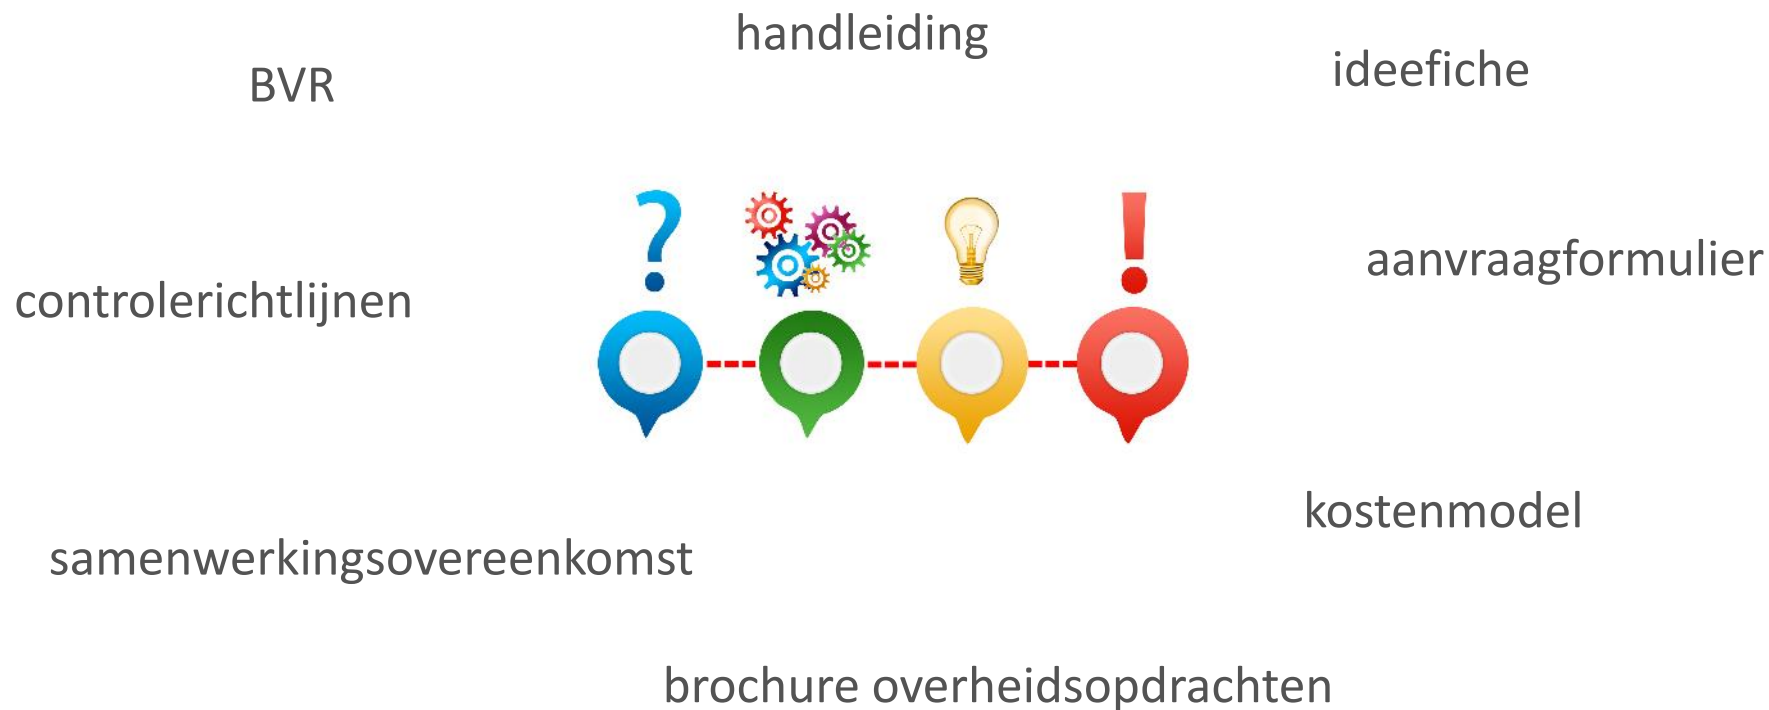 handleiding
BVR
ideefiche
controlerichtlijnen
?
!
aanvraagformulier
samenwerkingsovereenkomst
kostenmodel
brochure overheidsopdrachten